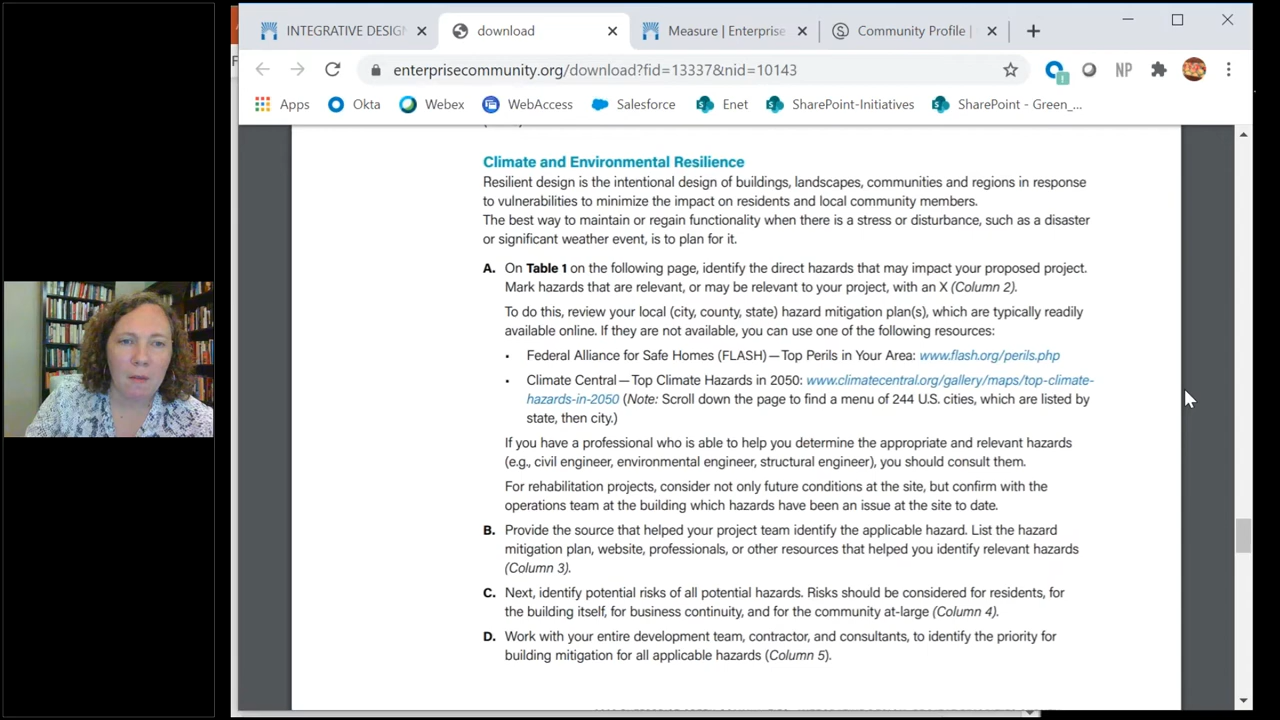 INTEGRATIVE DESIGN
download
Measure | Enterprise
Community Profile |
enterprisecommunity.org/download?fid=13337&nid=10143
NP
Apps
Okta
Webex
WebAccess
Salesforce
Enet
SharePoint-Initiatives
SharePoint - Green_...
Climate and Environmental Resilience
Resilient design is the intentional design of buildings, landscapes, communities and regions in response
to vulnerabilities to minimize the impact on residents and local community members.
The best way to maintain or regain functionality when there is a stress or disturbance, such as a disaster
or significant weather event, is to plan for it.
A. On Table 1 on the following page, identify the direct hazards that may impact your proposed project.
Mark hazards that are relevant, or may be relevant to your project, with an X (Column 2).
To do this, review your local (city, county, state) hazard mitigation plan(s), which are typically readily
available online. If they are not available, you can use one of the following resources:
• Federal Alliance for Safe Homes (FLASH)—Top Perils in Your Area: www.flash.org/perils.php
• Climate Central—Top Climate Hazards in 2050: www.climatecentral.org/gallery/maps/top-climate-
hazards-in-2050 (Note: Scroll down the page to find a menu of 244 U.S. cities, which are listed by
state, then city.)
If you have a professional who is able to help you determine the appropriate and relevant hazards
(e.g., civil engineer, environmental engineer, structural engineer), you should consult them.
For rehabilitation projects, consider not only future conditions at the site, but confirm with the
operations team at the building which hazards have been an issue at the site to date.
B. Provide the source that helped your project team identify the applicable hazard. List the hazard
mitigation plan, website, professionals, or other resources that helped you identify relevant hazards
(Column 3).
C. Next, identify potential risks of all potential hazards. Risks should be considered for residents, for
the building itself, for business continuity, and for the community at-large (Column 4).
D. Work with your entire development team, contractor, and consultants, to identify the priority for
building mitigation for all applicable hazards (Column 5).